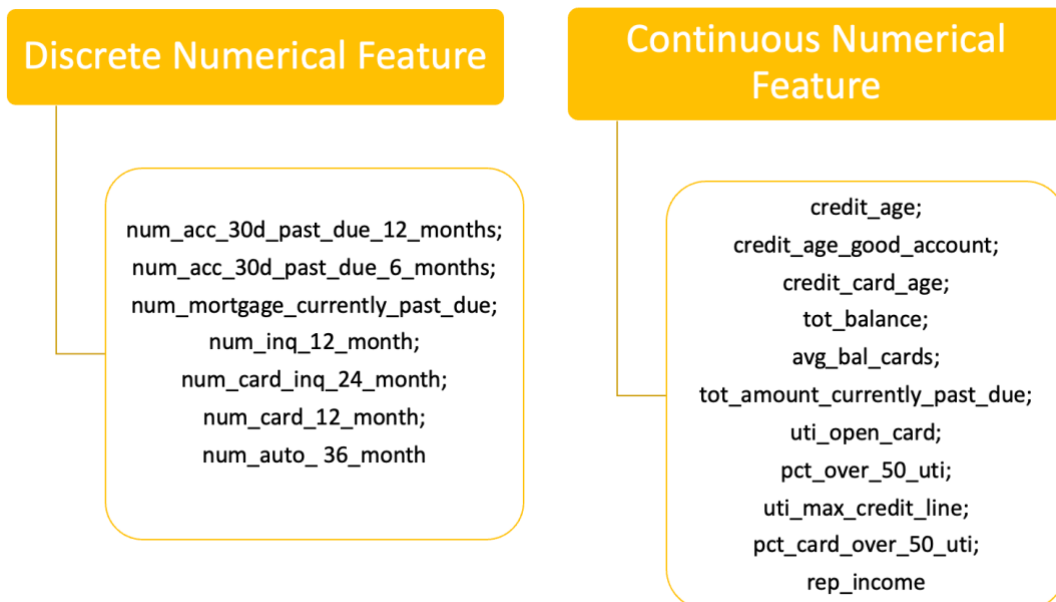 Discrete Numerical Feature
num_acc_30d_past_due_12_months;
num_acc_30d_past_due_6_months;
num_mortgage_currently_past_due;
num_inq_12_month;
num_card_inq_24_month;
num_card_12_month;
num_auto_ 36_month
Continuous Numerical
Feature
credit_age;
credit_age_good_account;
credit_card_age;
tot_balance;
avg_bal_cards;
tot_amount_currently_past_due;
uti_open_card;
pct_over_50_uti;
uti_max_credit_line;
pct_card_over_50_uti;
rep_income